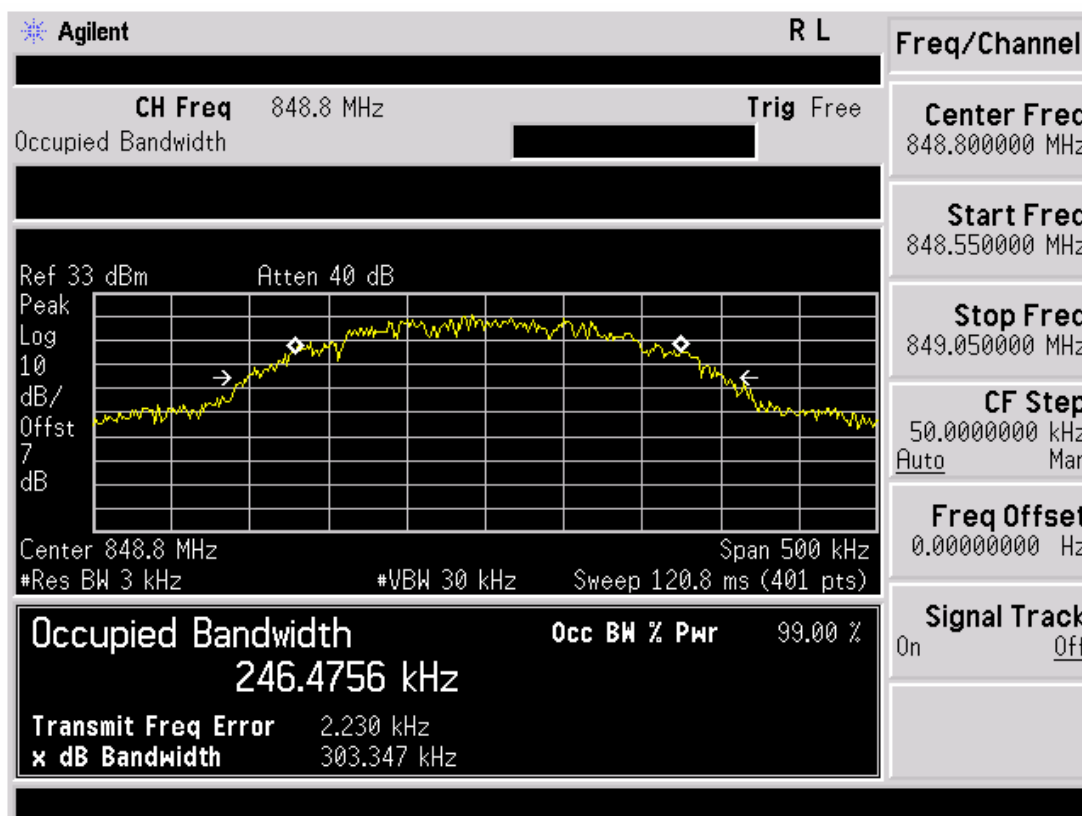 Agilent
R L
CH Freq 848.8 MHz
Trig Free
Occupied Bandwidth
Ref 33 dBm
Atten 40 dB
Peak
Log
10
dB/
Offst
7
dB
Center 848.8 MHz
Span 500 kHz
#Res BW 3 kHz
#VBW 30 kHz
Sweep 120.8 ms (401 pts)
Occupied Bandwidth
246.4756 kHz
Occ BW % Pwr 99.00 %
Transmit Freq Error 2.230 kHz
x dB Bandwidth 303.347 kHz
Freq/Channel
Center Freq
848.800000 MHz
Start Freq
848.550000 MHz
Stop Freq
849.050000 MHz
CF Step
50.0000000 kHz
Auto Man
Freq Offset
0.00000000 Hz
Signal Track
On Off